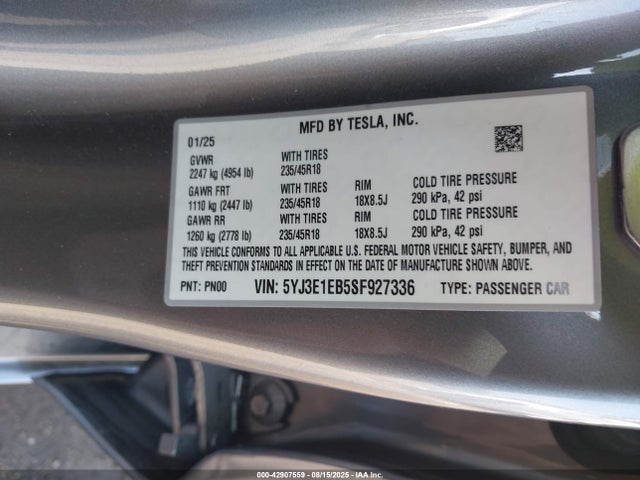 MFD BY TESLA, INC.
01/25
GVWR WITH TIRES
2247 kg (4954 lb) 235/45R18
GAWR FRT WITH TIRES RIM COLD TIRE PRESSURE
1110 kg (2447 lb) 235/45R18 18X8.5J 290 kPa, 42 psi
GAWR RR WITH TIRES RIM COLD TIRE PRESSURE
1260 kg (2778 lb) 235/45R18 18X8.5J 290 kPa, 42 psi
THIS VEHICLE CONFORMS TO ALL APPLICABLE U.S. FEDERAL MOTOR VEHICLE SAFETY, BUMPER, AND
THEFT PREVENTION STANDARDS IN EFFECT ON THE DATE OF MANUFACTURE SHOWN ABOVE.
PNT: PN00 VIN: 5YJ3E1EB5SF927336 TYPE: PASSENGER CAR
000-42907559 - 08/15/2025 - IAAI.COM